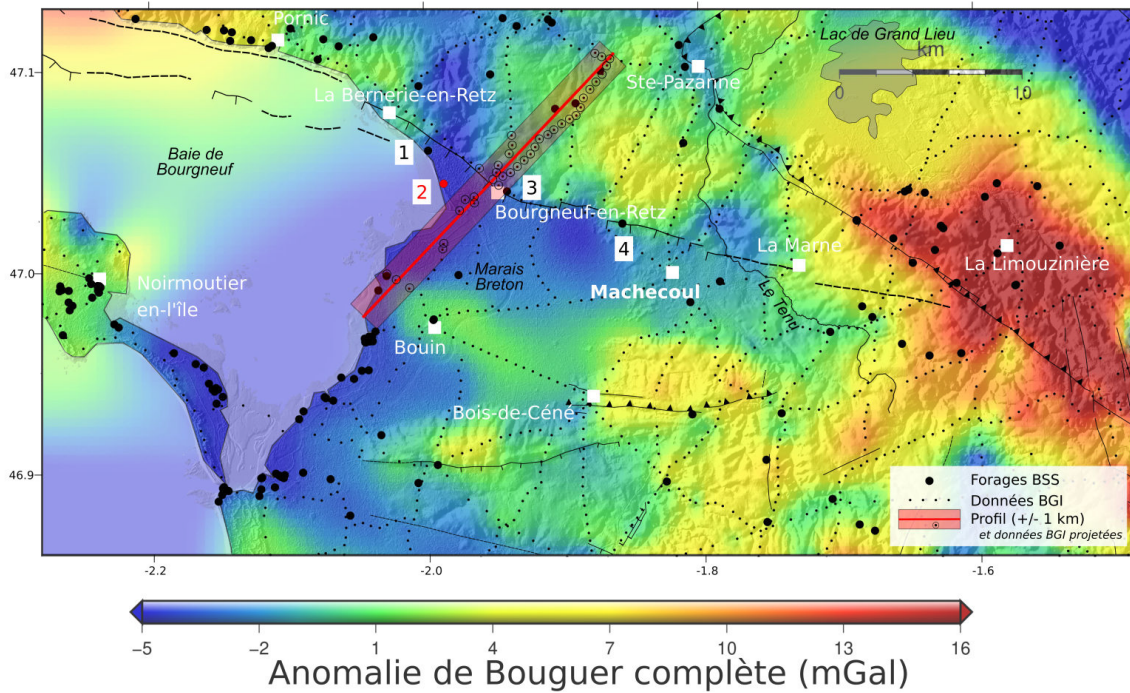 Pornic
Lac de Grand Lieu
km
0
10
47.1
Ste-Pazanne
La Bernerie-en-Retz
Baie de
Bourgneuf
1
2
3
Bourgneuf-en-Retz
4
La Marne
La Limouzinière
47.0
Noirmoutier
en-l'île
Marais
Breton
Machecoul
Le Tenu
Bouin
Bois-de-Céné
46.9
Forages BSS
Données BGI
Profil (+/- 1 km)
et données BGI projetées
-2.2
-2.0
-1.8
-1.6
−5
−2
1
4
7
10
13
16
Anomalie de Bouguer complète (mGal)